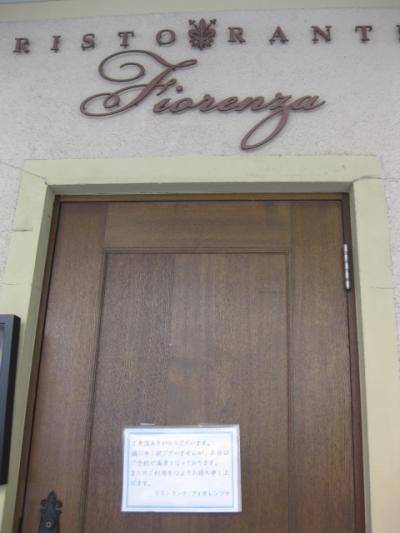 RISTORANTE
Fiorenza
ご来店ありがとうございます。
誠に申し訳ございませんが、本日は
ご予約で満席となっております。
またのご利用を心よりお待ち申し上
げます。
リストランテ フィオレンツァ